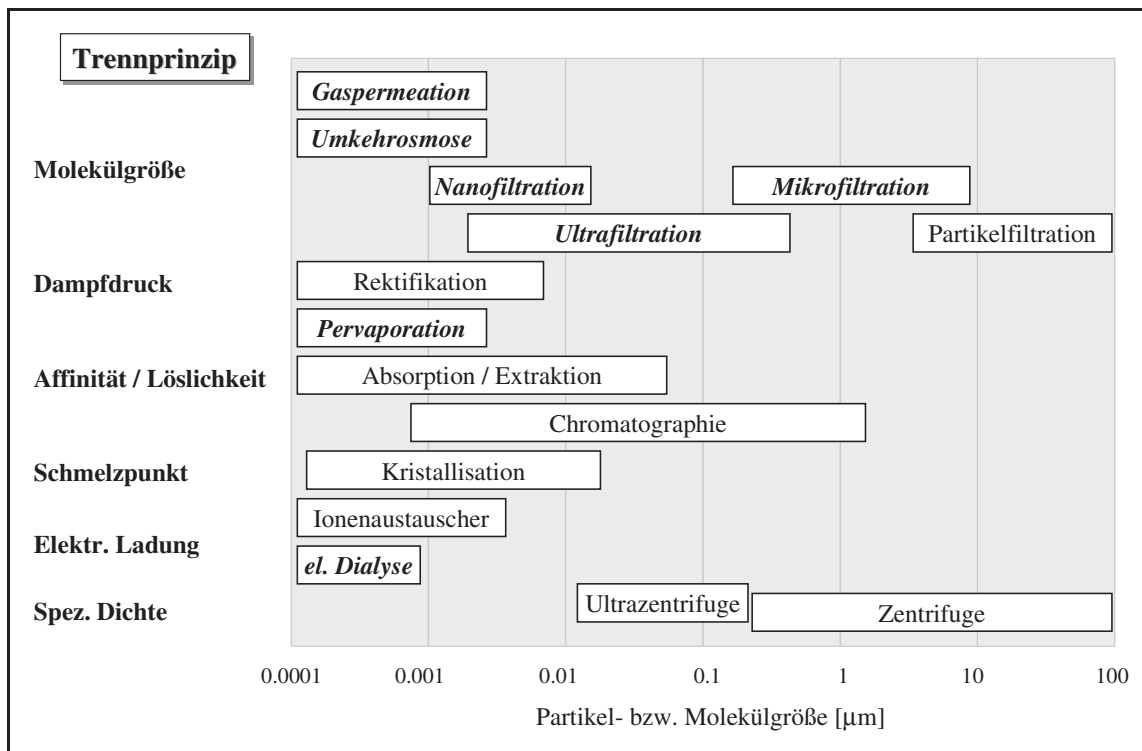 Trennprinzip
Gaspermeation
Umkehrosmose
Molekülgröße
Nanofiltration
Mikrofiltration
Ultrafiltration
Partikelfiltration
Dampfdruck
Rektifikation
Pervaporation
Affinität / Löslichkeit
Absorption / Extraktion
Chromatographie
Schmelzpunkt
Kristallisation
Ionenaustauscher
Elektr. Ladung
el. Dialyse
Spez. Dichte
Ultrazentrifuge
Zentrifuge
0.0001 0.001 0.01 0.1 1 10 100
Partikel- bzw. Molekülgröße [μm]